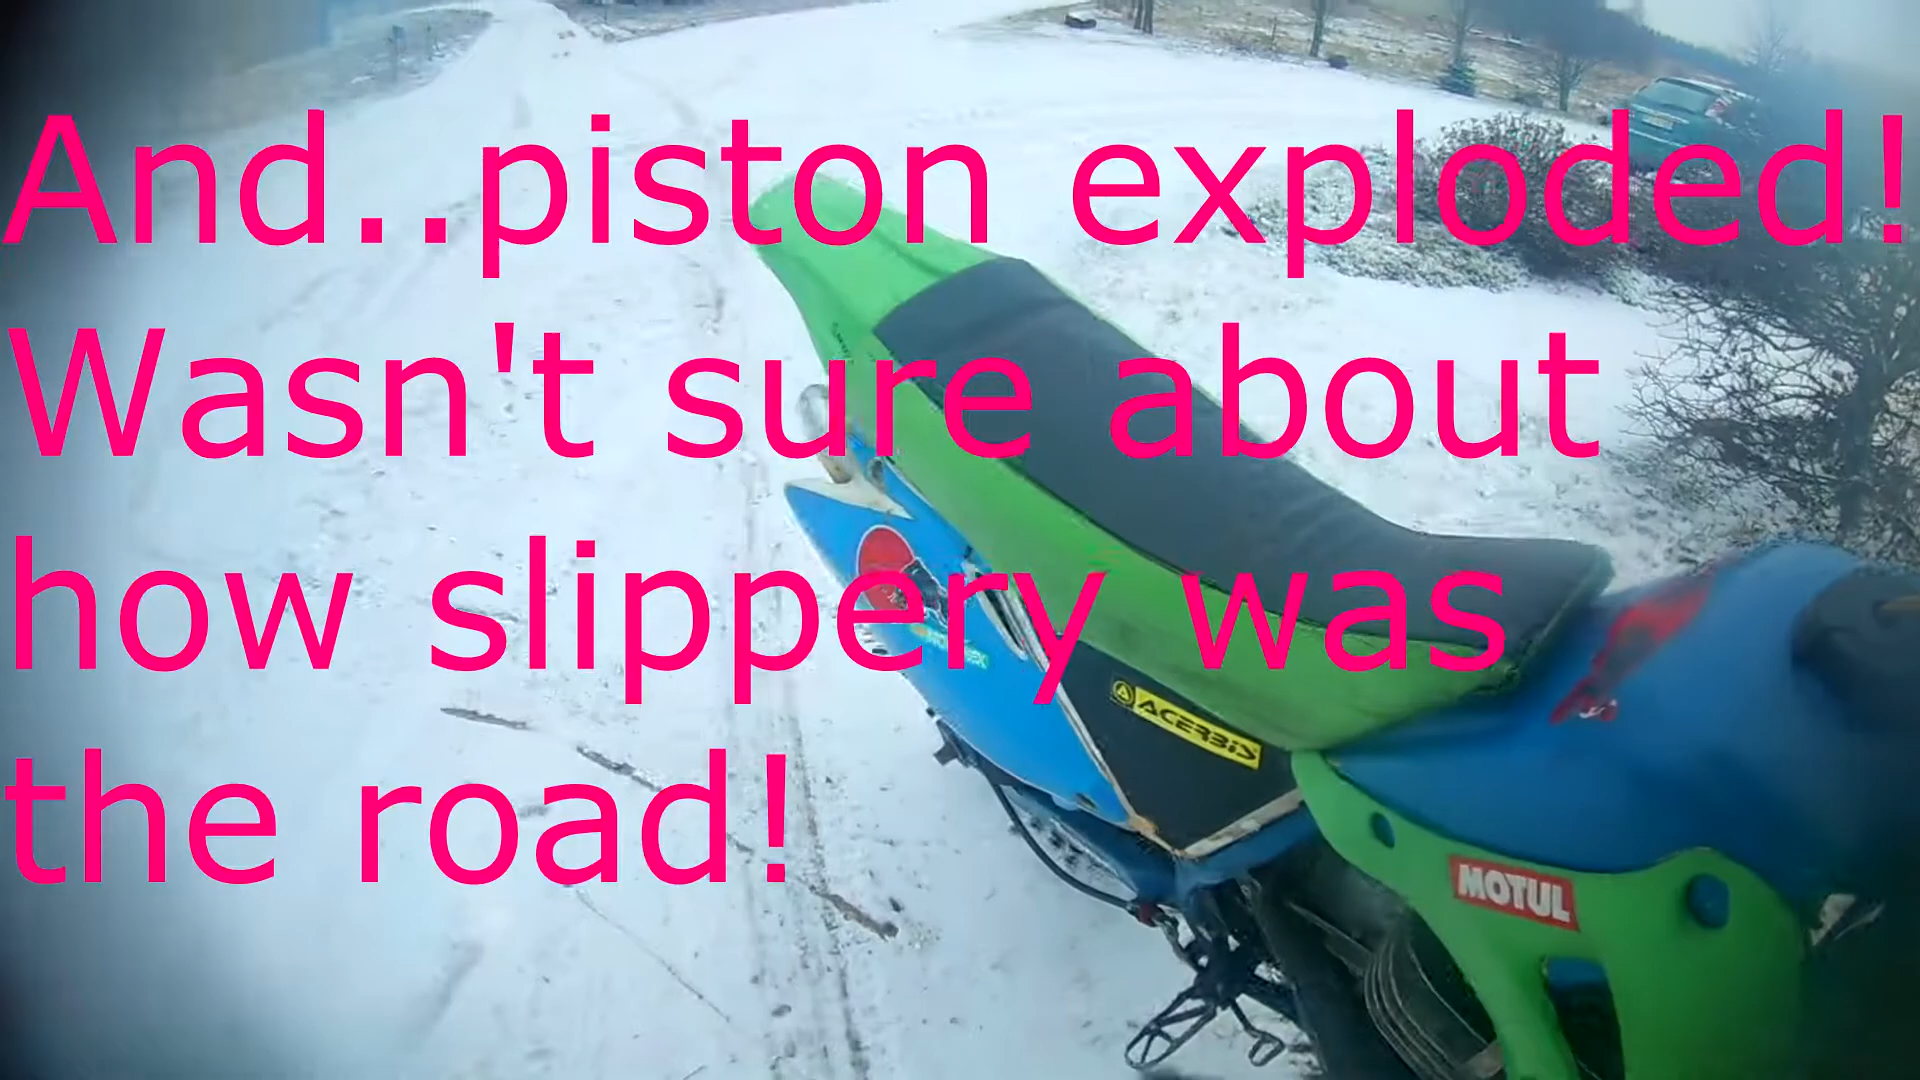 And..piston exploded!
Wasn't sure about
how slippery was
the road!
ACERBIS
MOTUL